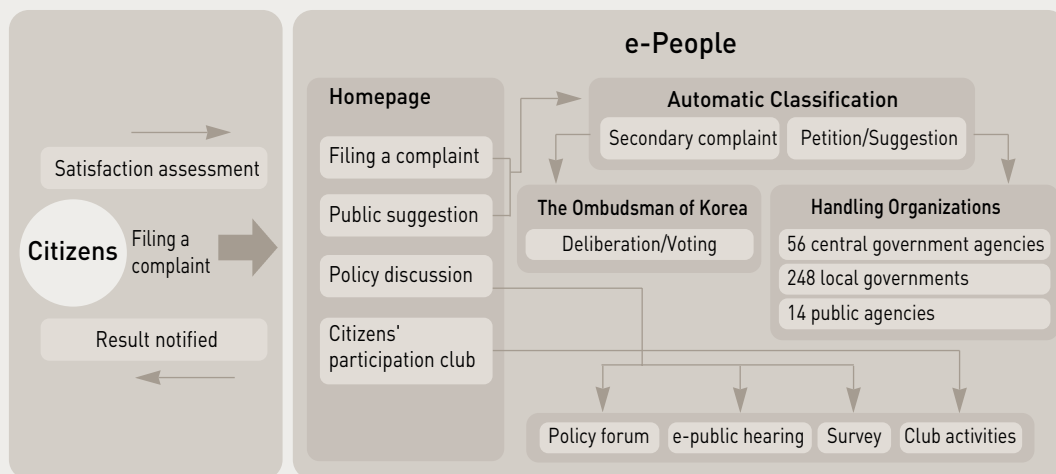 Satisfaction assessment
Citizens
Filing a
complaint
Result notified
e-People
Homepage
Filing a complaint
Public suggestion
Policy discussion
Citizens'
participation club
Automatic Classification
Secondary complaint
Petition/Suggestion
The Ombudsman of Korea
Deliberation/Voting
Handling Organizations
56 central government agencies
248 local governments
14 public agencies
Policy forum
e-public hearing
Survey
Club activities